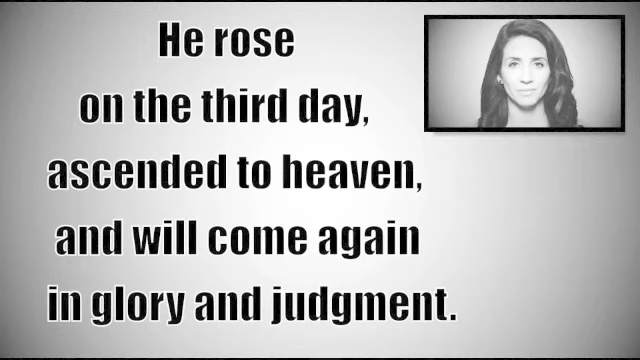 He rose
on the third day,
ascended to heaven,
and will come again
in glory and judgment.